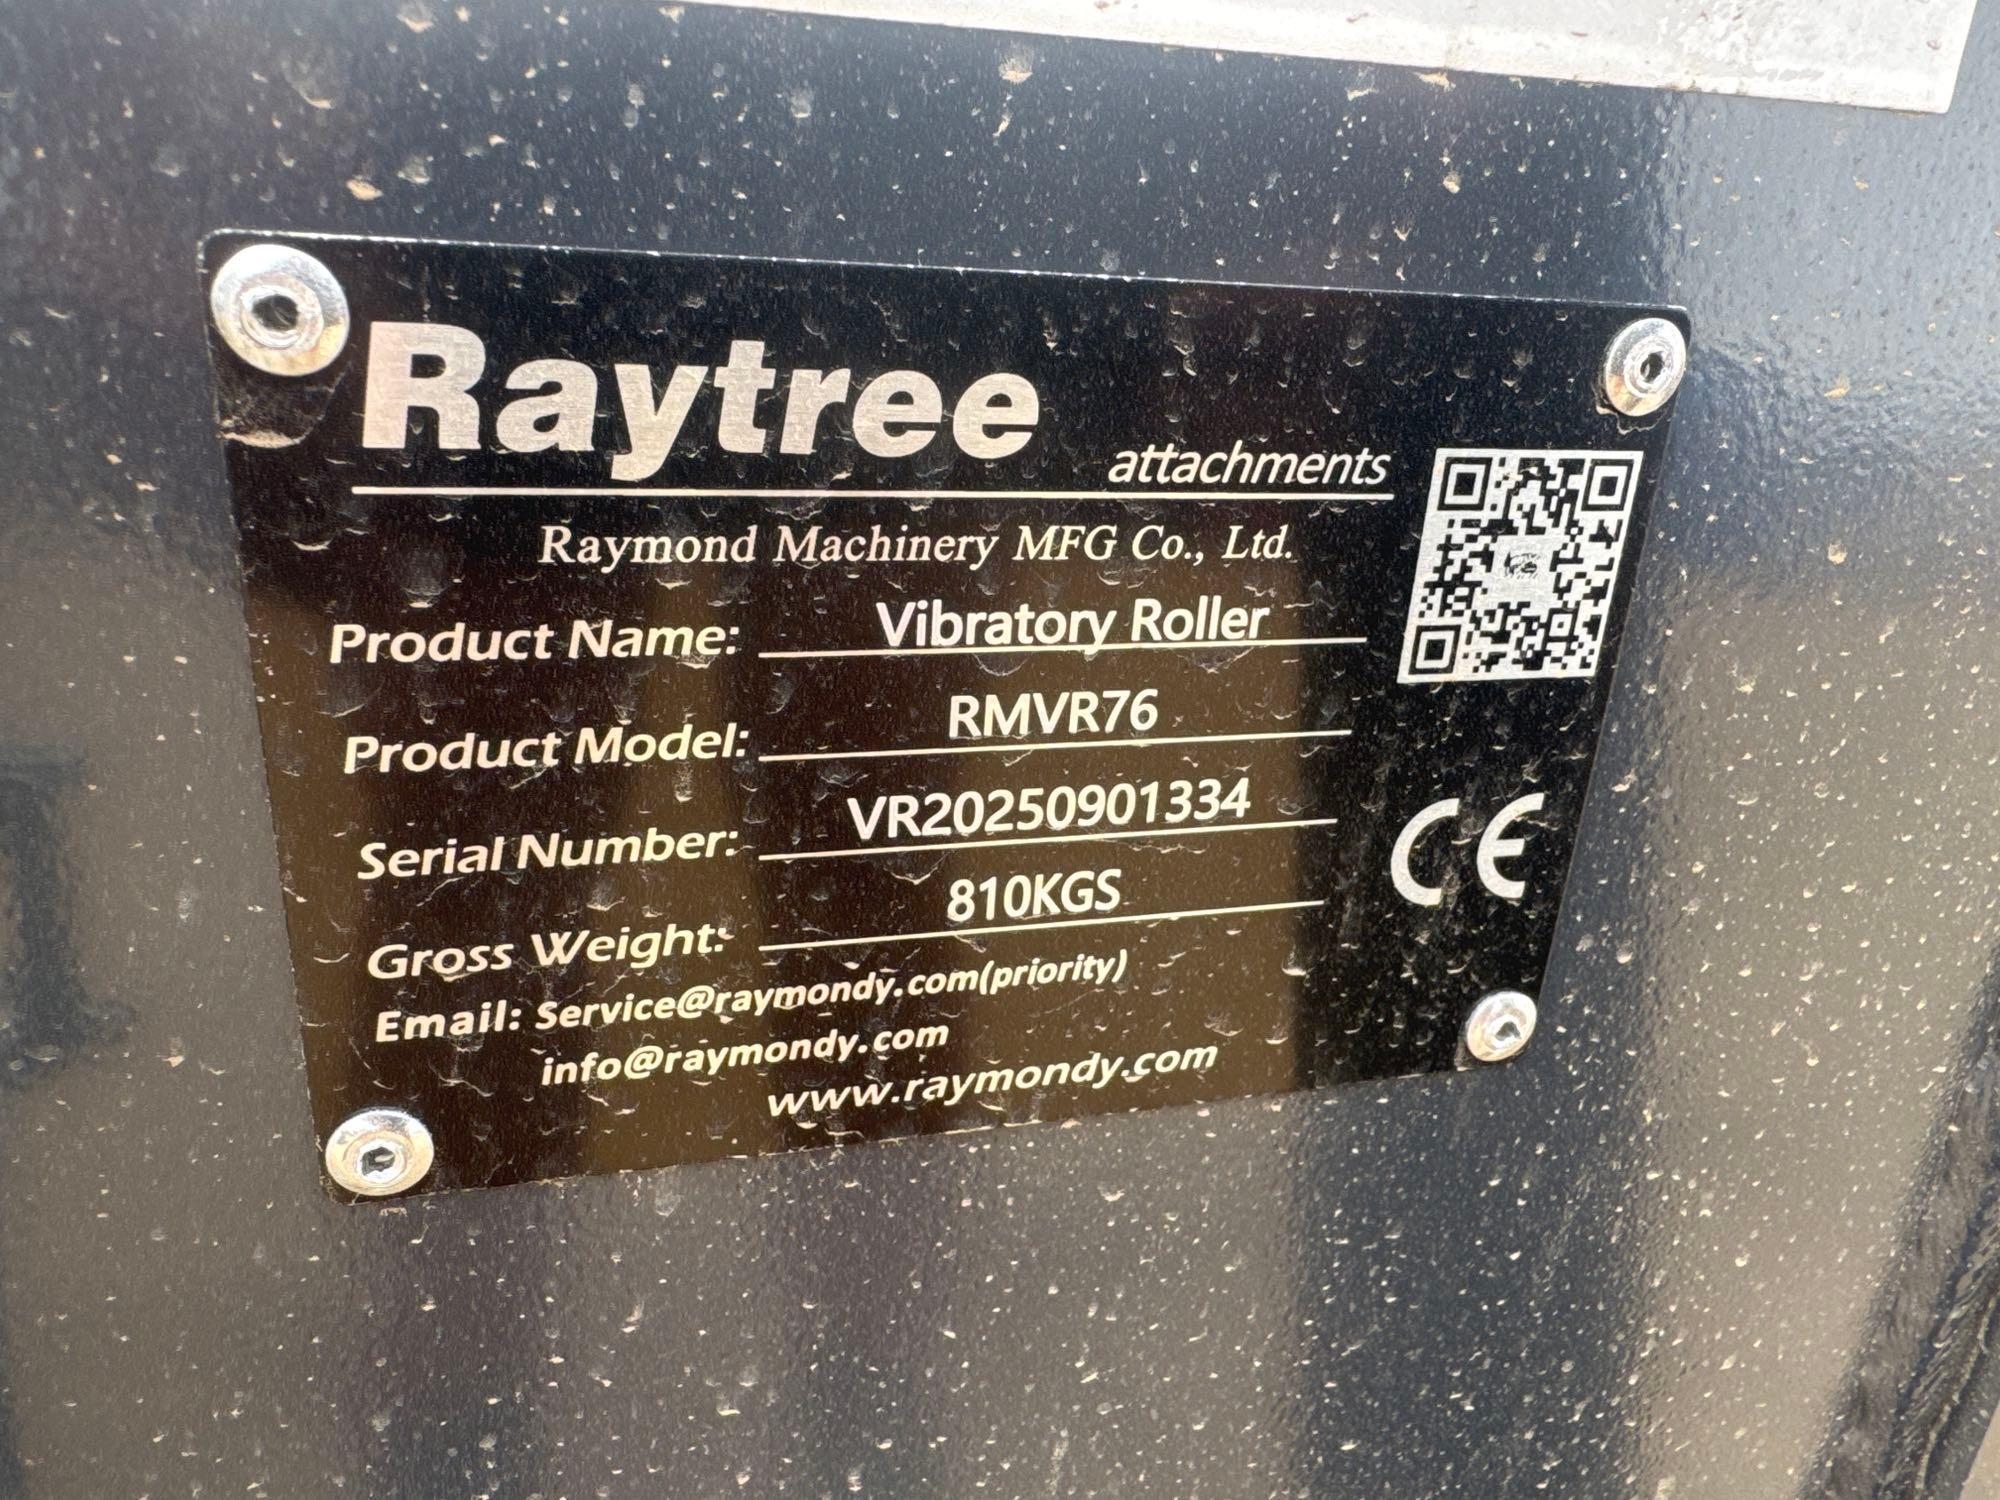 Raytree
attachments
Raymond Machinery MFG Co., Ltd.
Product Name: Vibratory Roller
Product Model: RMVR76
Serial Number: VR20250901334
Gross Weight: 810KGS
Email: Service@raymondy.com(priority)
info@raymondy.com
www.raymondy.com
CE